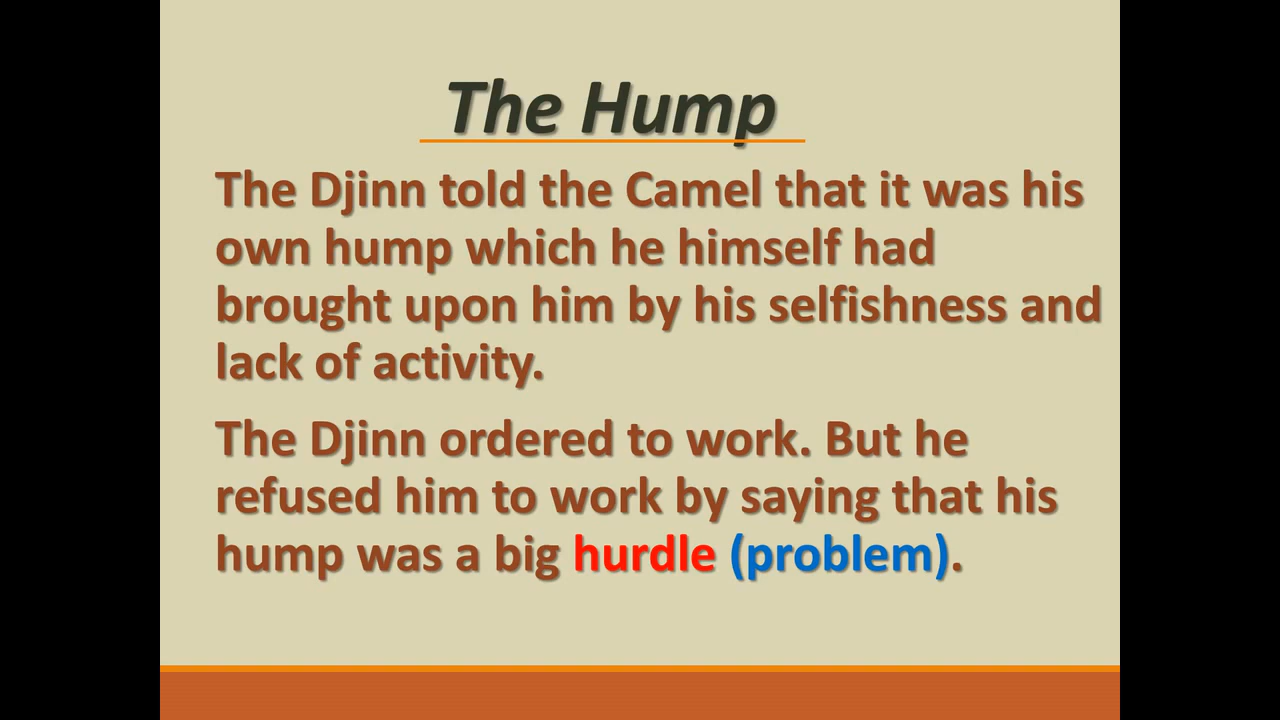 The Hump
The Djinn told the Camel that it was his
own hump which he himself had
brought upon him by his selfishness and
lack of activity.
The Djinn ordered to work. But he
refused him to work by saying that his
hump was a big hurdle (problem).